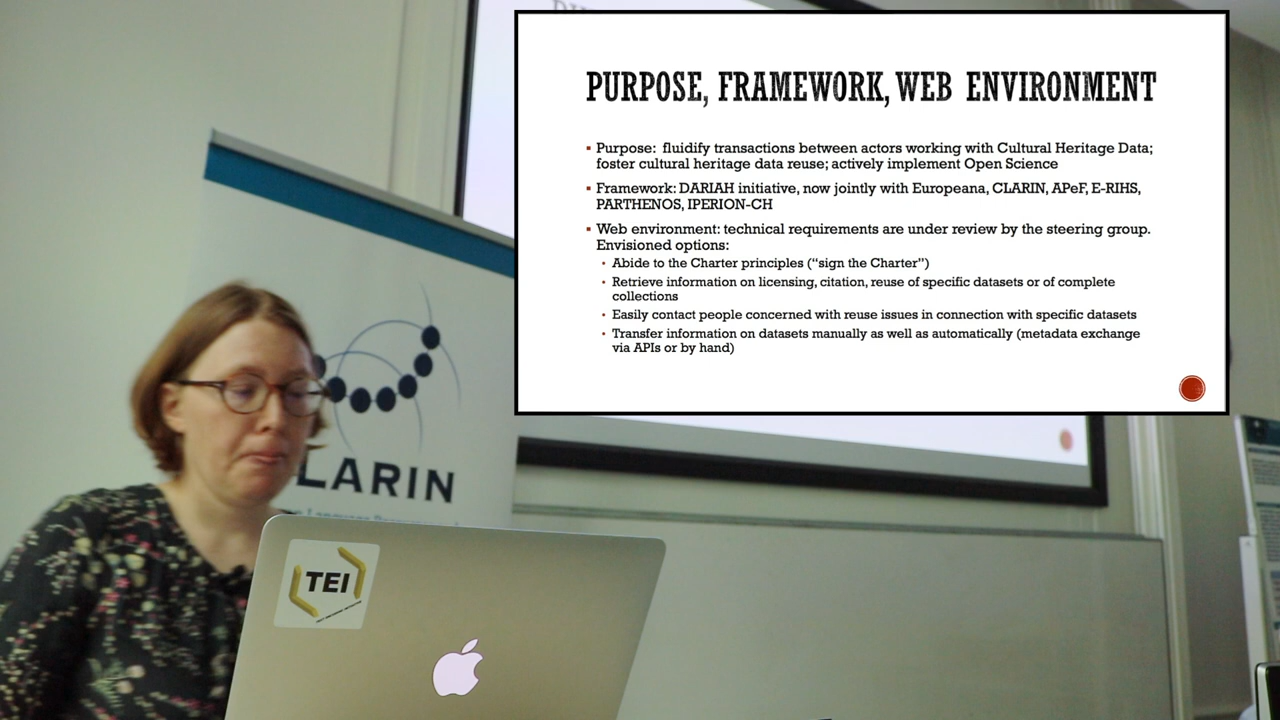 PURPOSE, FRAMEWORK, WEB ENVIRONMENT
▪ Purpose: fluidify transactions between actors working with Cultural Heritage Data;
foster cultural heritage data reuse; actively implement Open Science
▪ Framework: DARIAH initiative, now jointly with Europeana, CLARIN, APeF, E-RIHS,
PARTHENOS, IPERION-CH
▪ Web environment: technical requirements are under review by the steering group.
Envisioned options:
• Abide to the Charter principles (“sign the Charter”)
• Retrieve information on licensing, citation, reuse of specific datasets or of complete
collections
• Easily contact people concerned with reuse issues in connection with specific datasets
• Transfer information on datasets manually as well as automatically (metadata exchange
via APIs or by hand)
LARIN
TEI